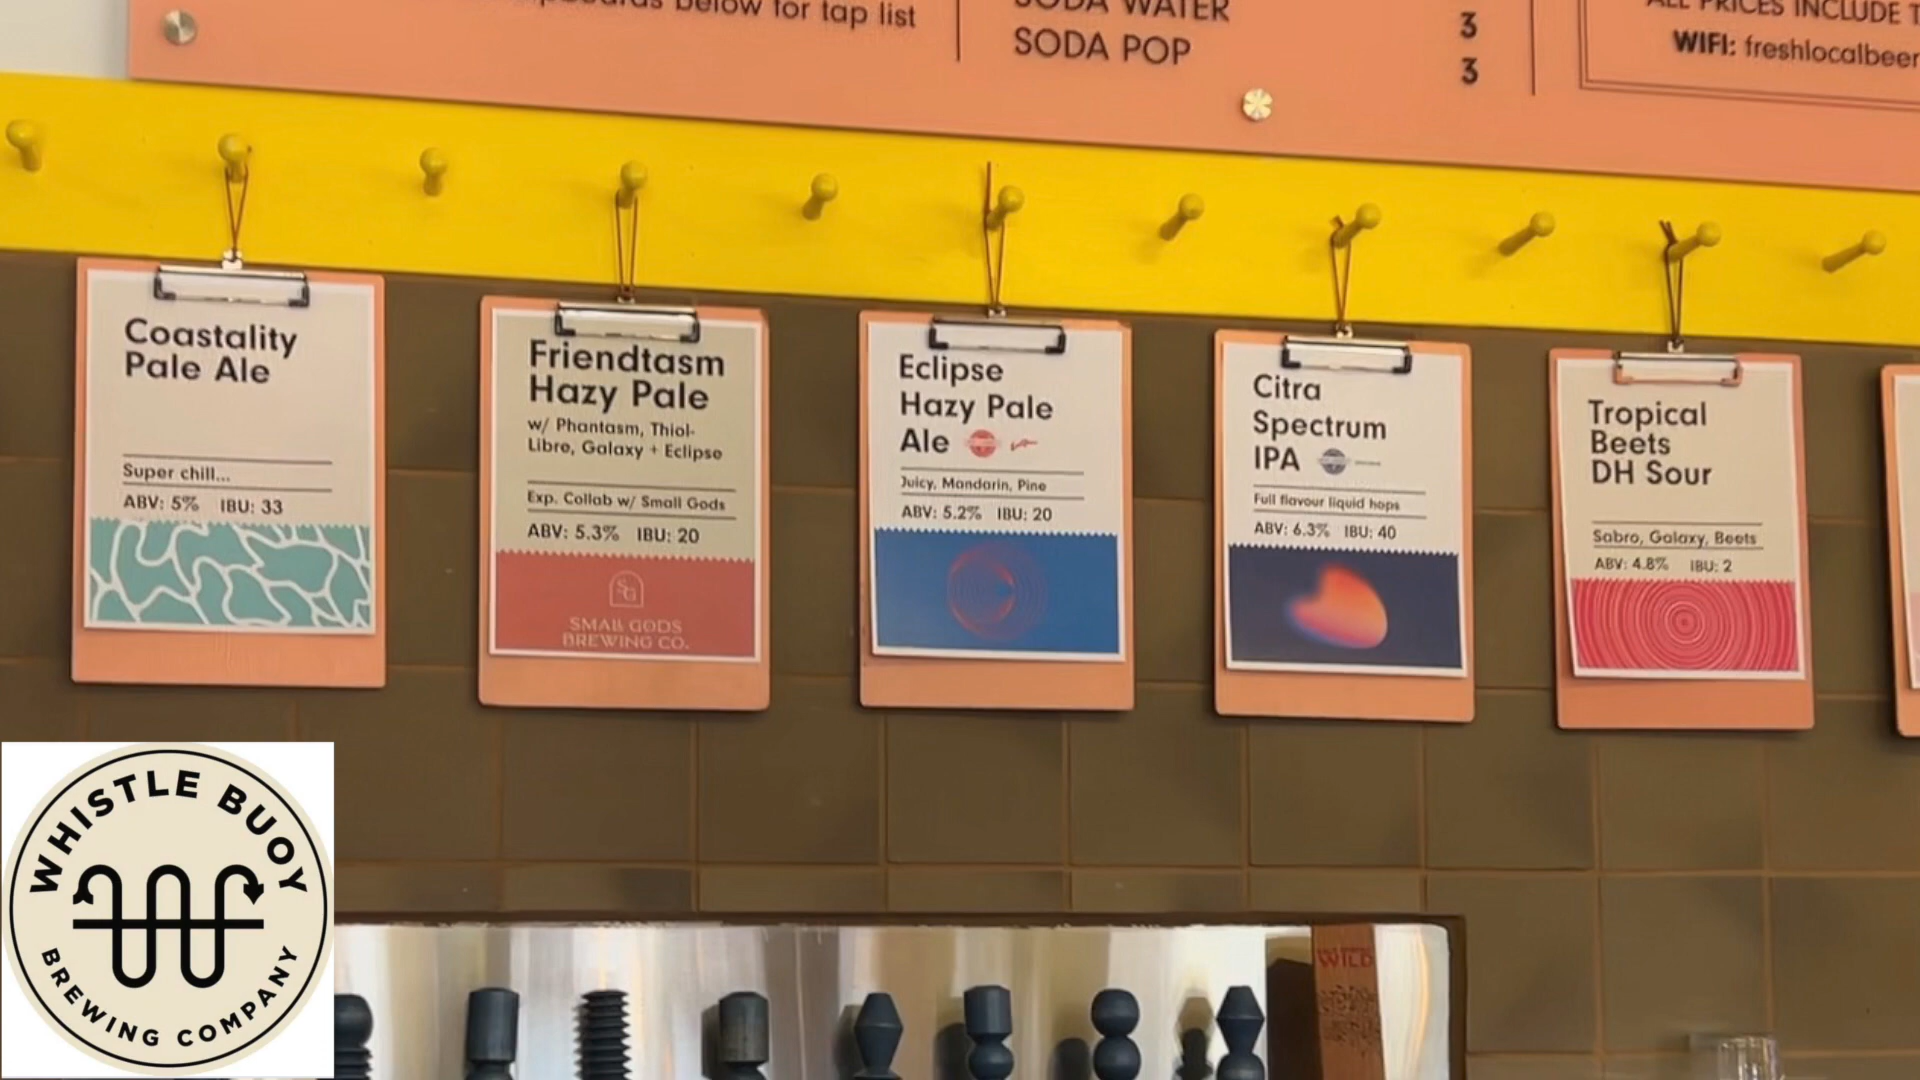 below for tap list
SODA WATER
3
SODA POP
3
ALL PRICES INCLUDE
WIFI: freshlocalbeer
Coastality
Pale Ale
Super chill...
ABV: 5% IBU: 33
Friendtasm
Hazy Pale
w/ Phantasm, Thiol-
Libre, Galaxy + Eclipse
Exp. Collab w/ Small Gods
ABV: 5.3% IBU: 20
SG
SMALL GODS
BREWING CO.
Eclipse
Hazy Pale
Ale
Juicy, Mandarin, Pine
ABV: 5.2% IBU: 20
Citra
Spectrum
IPA
Full flavour liquid hops
ABV: 6.3% IBU: 40
Tropical
Beets
DH Sour
Sabro, Galaxy, Beets
ABV: 4.8% IBU: 2
WHISTLE BUOY
BREWING COMPANY
WILD